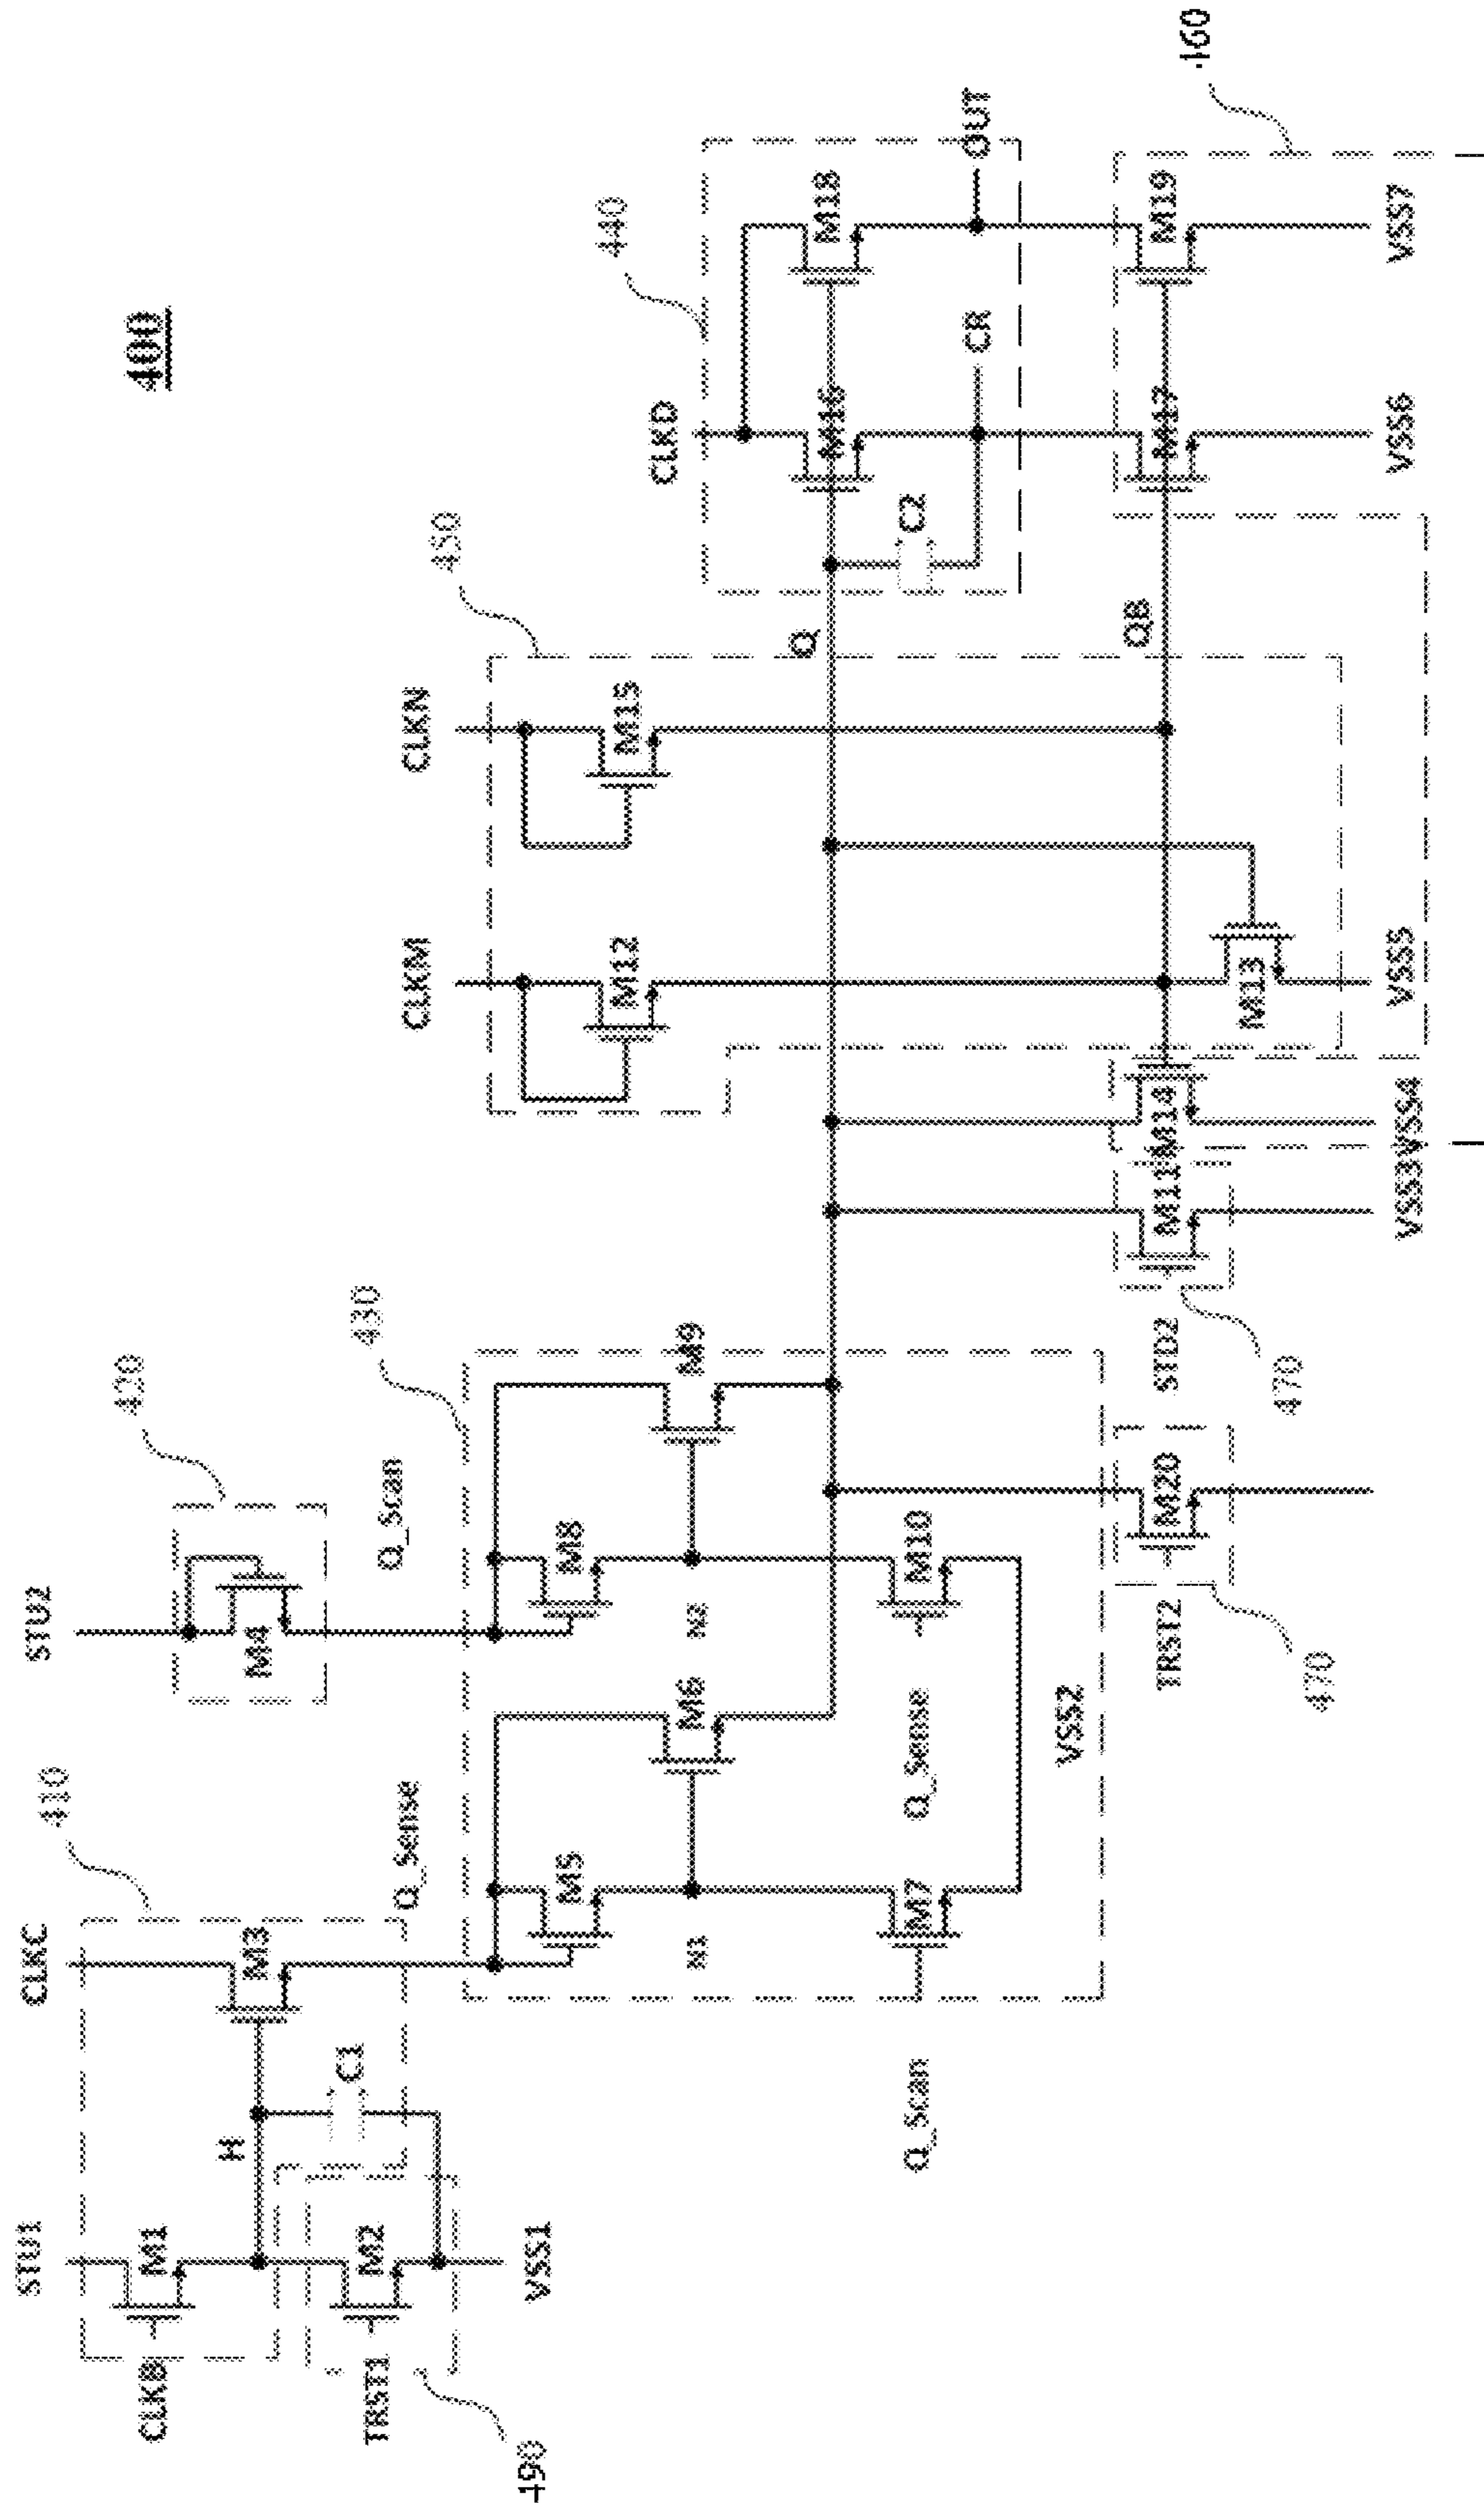 400
STU1
CLKC
STU2
410
420
M1
M3
M4
CLKB
H
C1
TRST1
M2
490
VSS1
Q_Sense
Q_Scan
430
CLKM
CLKN
450
M5
M8
M12
M15
CLKD
440
N1
M6
N2
M9
Q
M16
M18
C2
Q_Scan
M7
Q_Sense
M10
CR
OUT
VSS2
QB
TRST2
M20
STD2
M11
M14
M17
M19
460
470
470
M13
VSS3
VSS4
VSS5
VSS6
VSS7